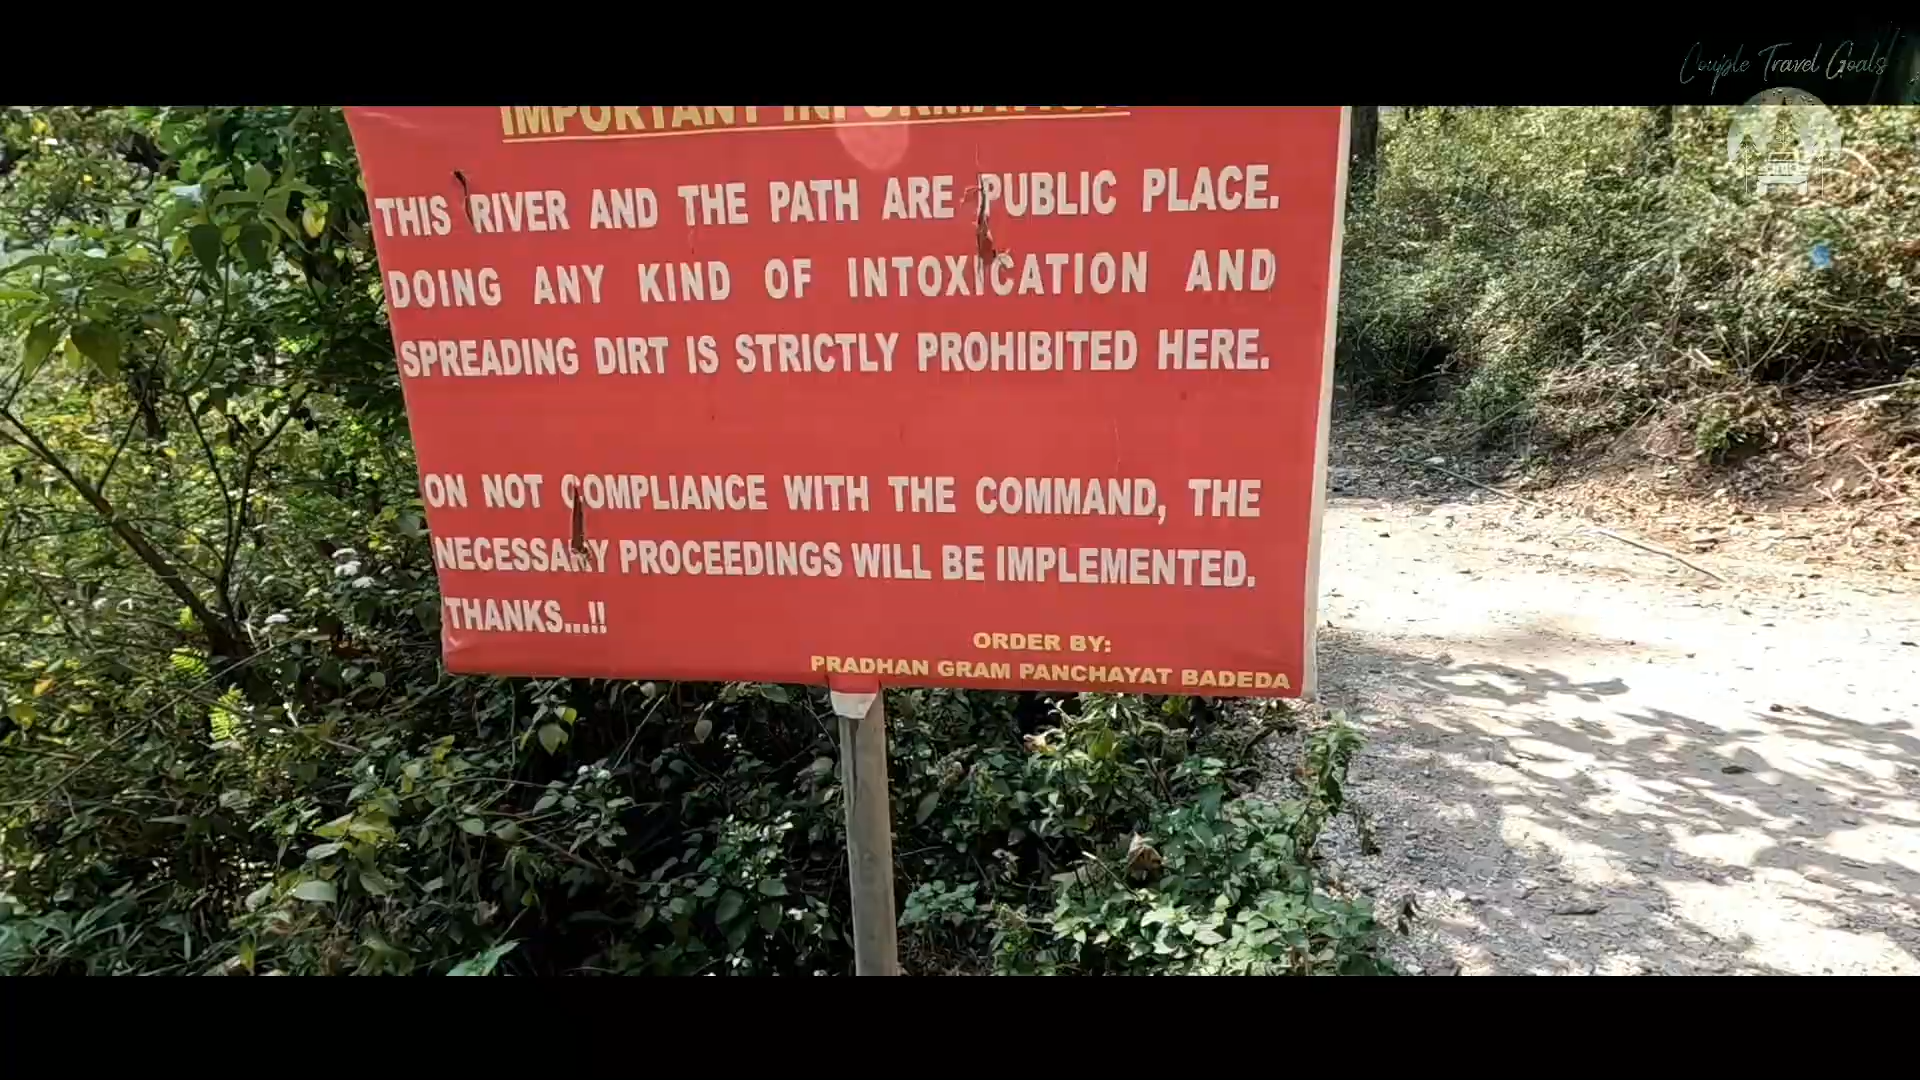 Couple Travel Goals
IMPORTANT INFORMATION
THIS RIVER AND THE PATH ARE PUBLIC PLACE.
DOING ANY KIND OF INTOXICATION AND
SPREADING DIRT IS STRICTLY PROHIBITED HERE.
ON NOT COMPLIANCE WITH THE COMMAND, THE
NECESSARY PROCEEDINGS WILL BE IMPLEMENTED.
THANKS...!!
ORDER BY:
PRADHAN GRAM PANCHAYAT BADEDA